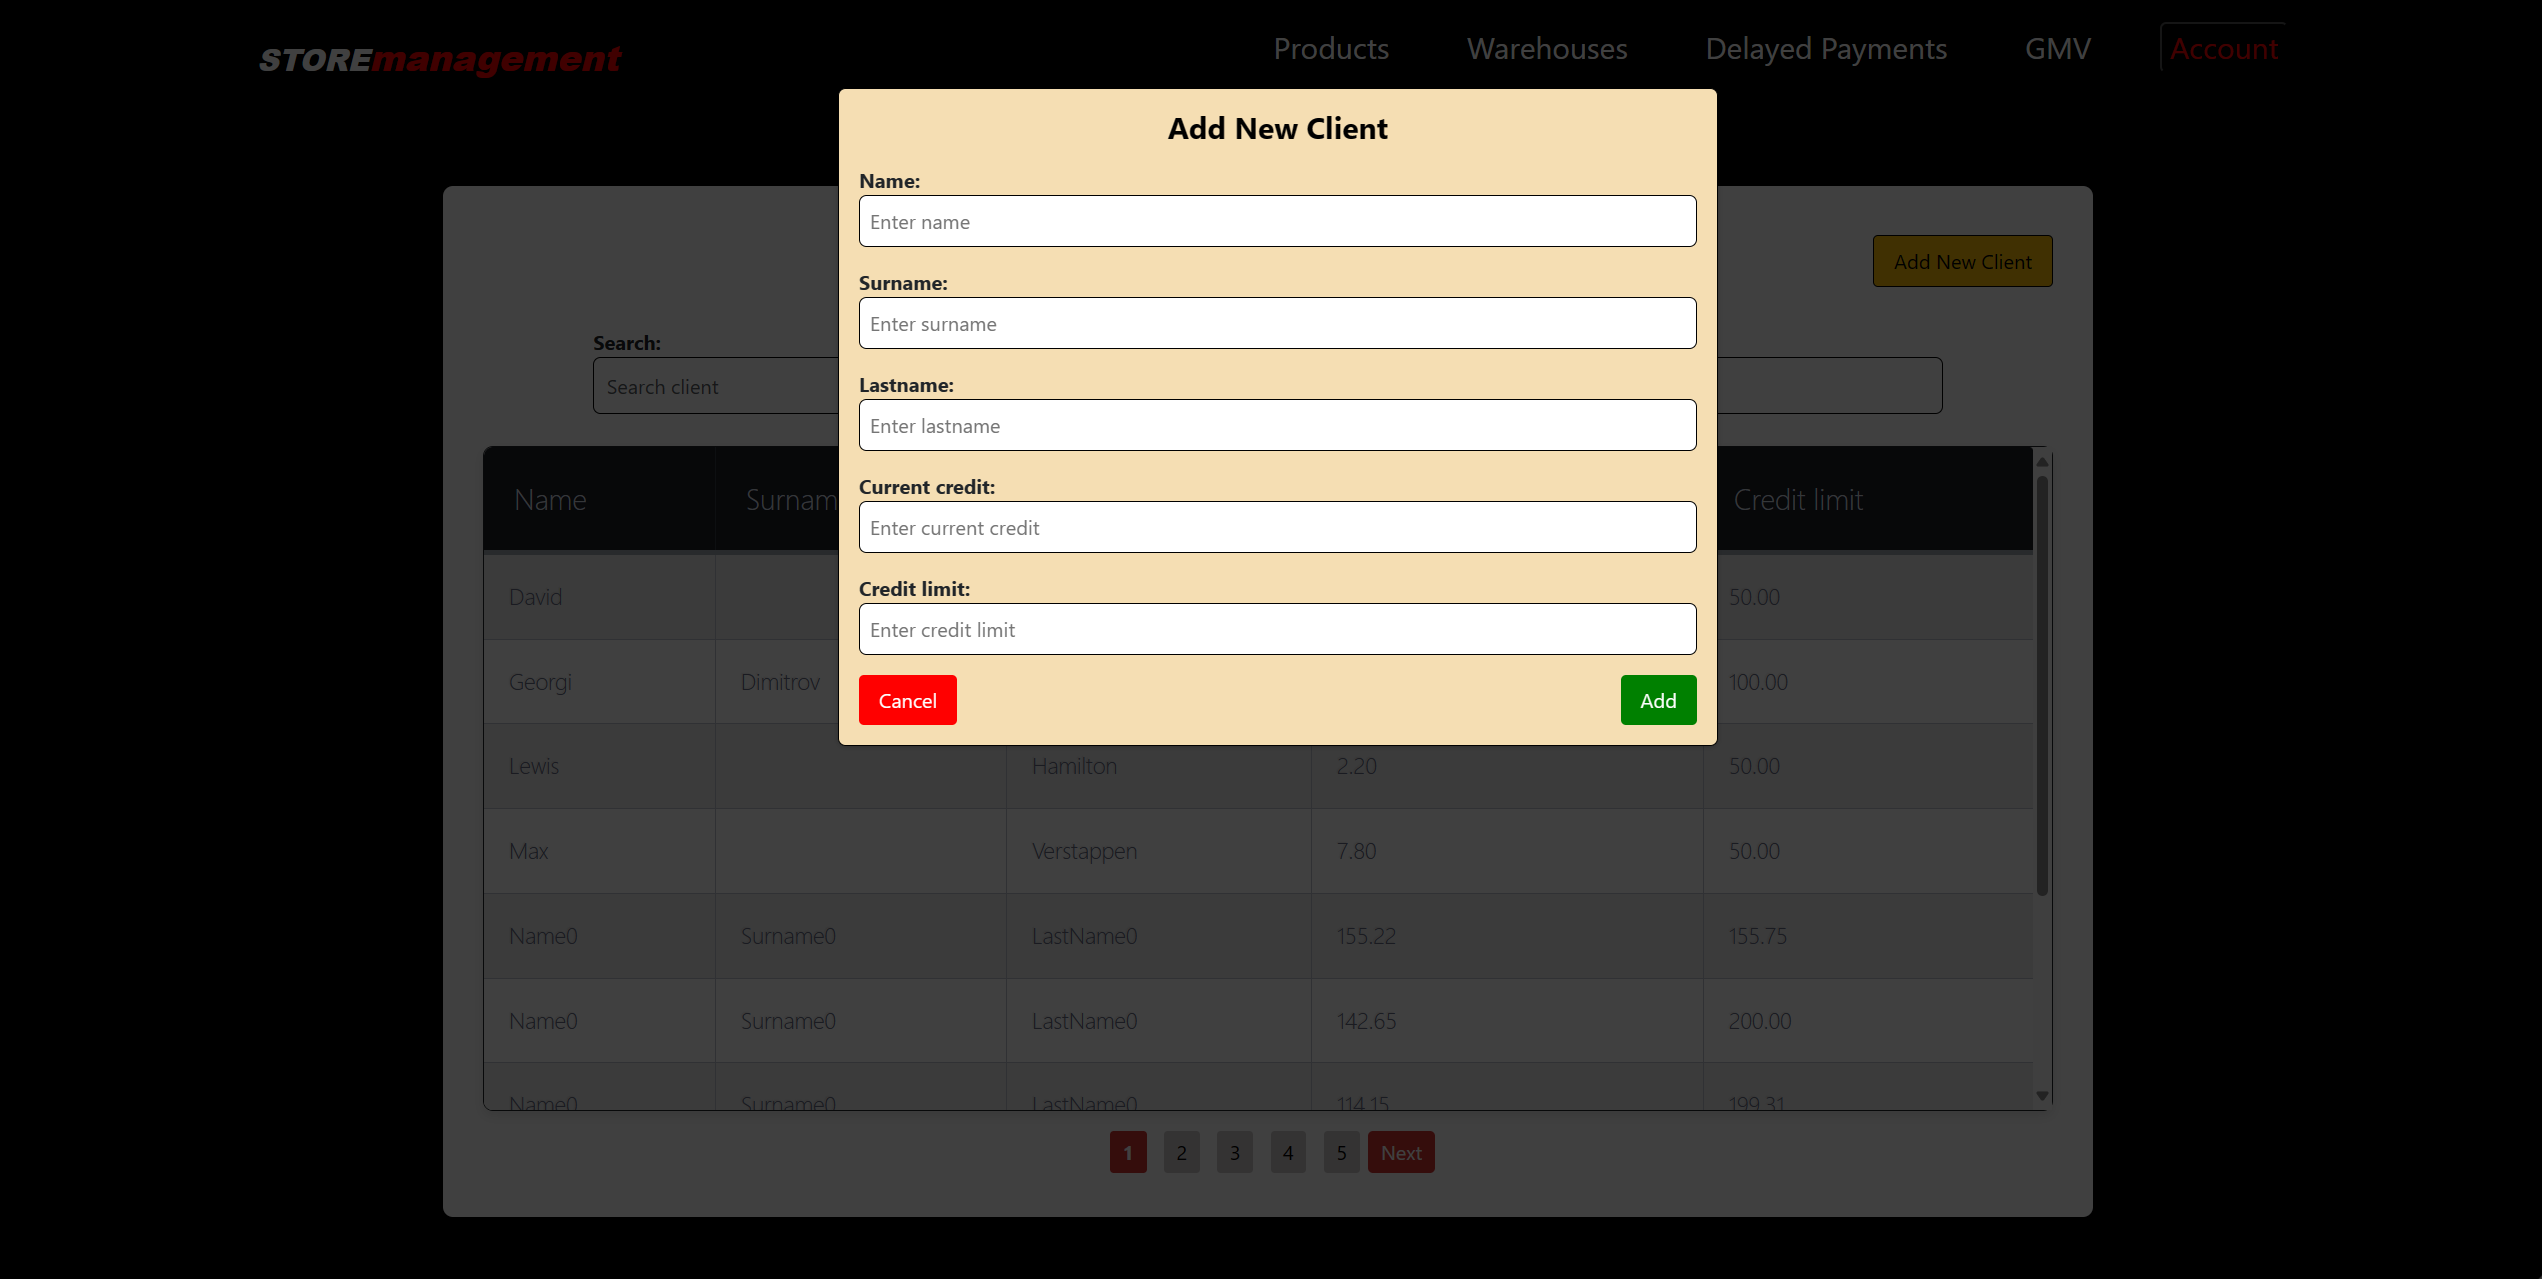 STOREmanagement
Products Warehouses Delayed Payments GMV Account
Add New Client
Name:
Enter name
Surname:
Enter surname
Lastname:
Enter lastname
Current credit:
Enter current credit
Credit limit:
Enter credit limit
Cancel Add
Add New Client
Search:
Search client
Name Surnam Credit limit
David 50.00
Georgi Dimitrov 100.00
Lewis Hamilton 2.20 50.00
Max Verstappen 7.80 50.00
Name0 Surname0 LastName0 155.22 155.75
Name0 Surname0 LastName0 142.65 200.00
Name0 Surname0 LastName0 114.15 199.31
1 2 3 4 5 Next